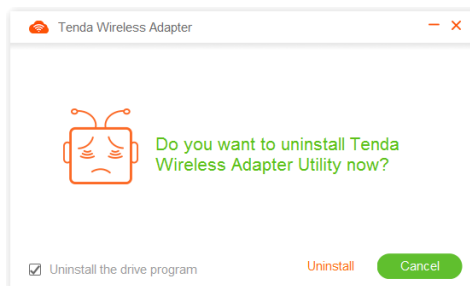 Tenda Wireless Adapter
Do you want to uninstall Tenda
Wireless Adapter Utility now?
Uninstall the drive program
Uninstall
Cancel